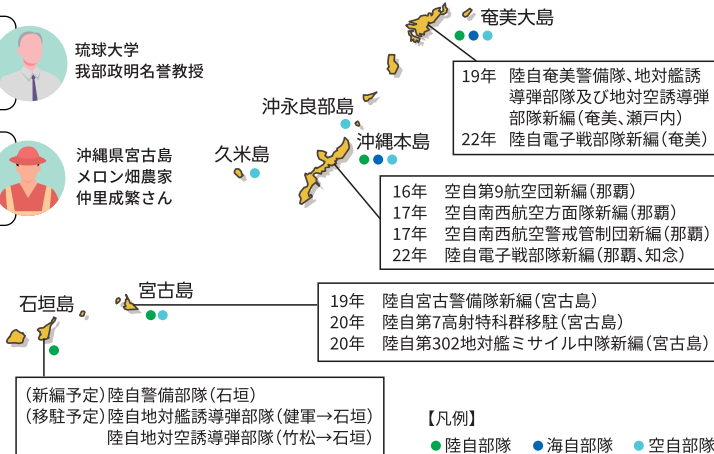 琉球大学
我部政明名誉教授
沖縄県宮古島
メロン畑農家
仲里成繁さん
奄美大島
19年 陸自奄美警備隊、地対艦誘
導弾部隊及び地対空誘導弾
部隊新編（奄美、瀬戸内）
22年 陸自電子戦部隊新編（奄美）
沖永良部島
久米島
沖縄本島
16年 空自第9航空団新編（那覇）
17年 空自南西航空方面隊新編（那覇）
17年 空自南西航空警戒管制団新編（那覇）
22年 陸自電子戦部隊新編（那覇、知念）
宮古島
19年 陸自宮古警備隊新編（宮古島）
20年 陸自第7高射特科群移駐（宮古島）
20年 陸自第302地対艦ミサイル中隊新編（宮古島）
石垣島
（新編予定）陸自警備部隊（石垣）
（移駐予定）陸自地対艦誘導弾部隊（健軍→石垣）
陸自地対空誘導弾部隊（竹松→石垣）
【凡例】
陸自部隊 海自部隊 空自部隊